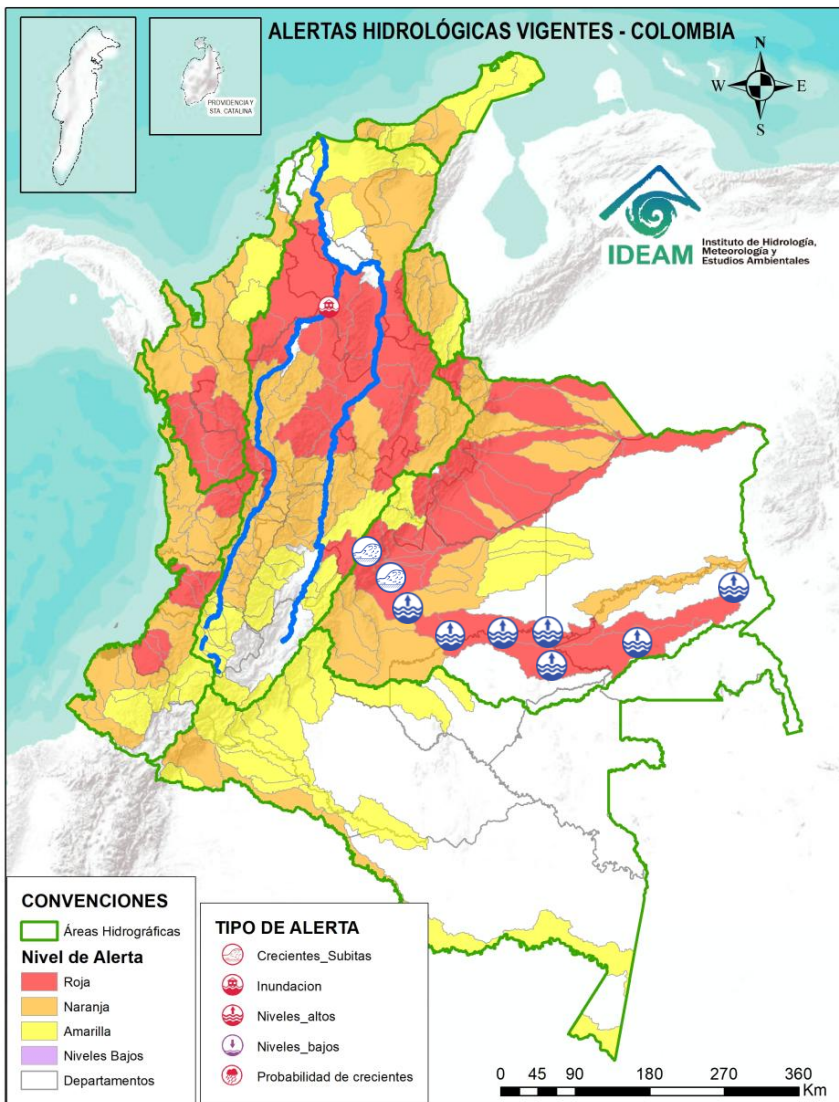 ALERTAS HIDROLÓGICAS VIGENTES - COLOMBIA
PROVIDENCIA Y
STA. CATALINA
N
W
E
S
IDEAM
Instituto de Hidrología,
Meteorología y
Estudios Ambientales
CONVENCIONES
Áreas Hidrográficas
Nivel de Alerta
Roja
Naranja
Amarilla
Niveles Bajos
Departamentos
TIPO DE ALERTA
Crecientes_Subitas
Inundacion
Niveles_altos
Niveles_bajos
Probabilidad de crecientes
0 45 90 180 270 360
Km